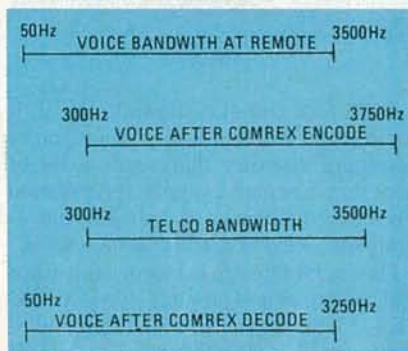 50Hz 3500Hz
VOICE BANDWITH AT REMOTE
300Hz 3750Hz
VOICE AFTER COMREX ENCODE
300Hz 3500Hz
TELCO BANDWIDTH
50Hz 3250Hz
VOICE AFTER COMREX DECODE